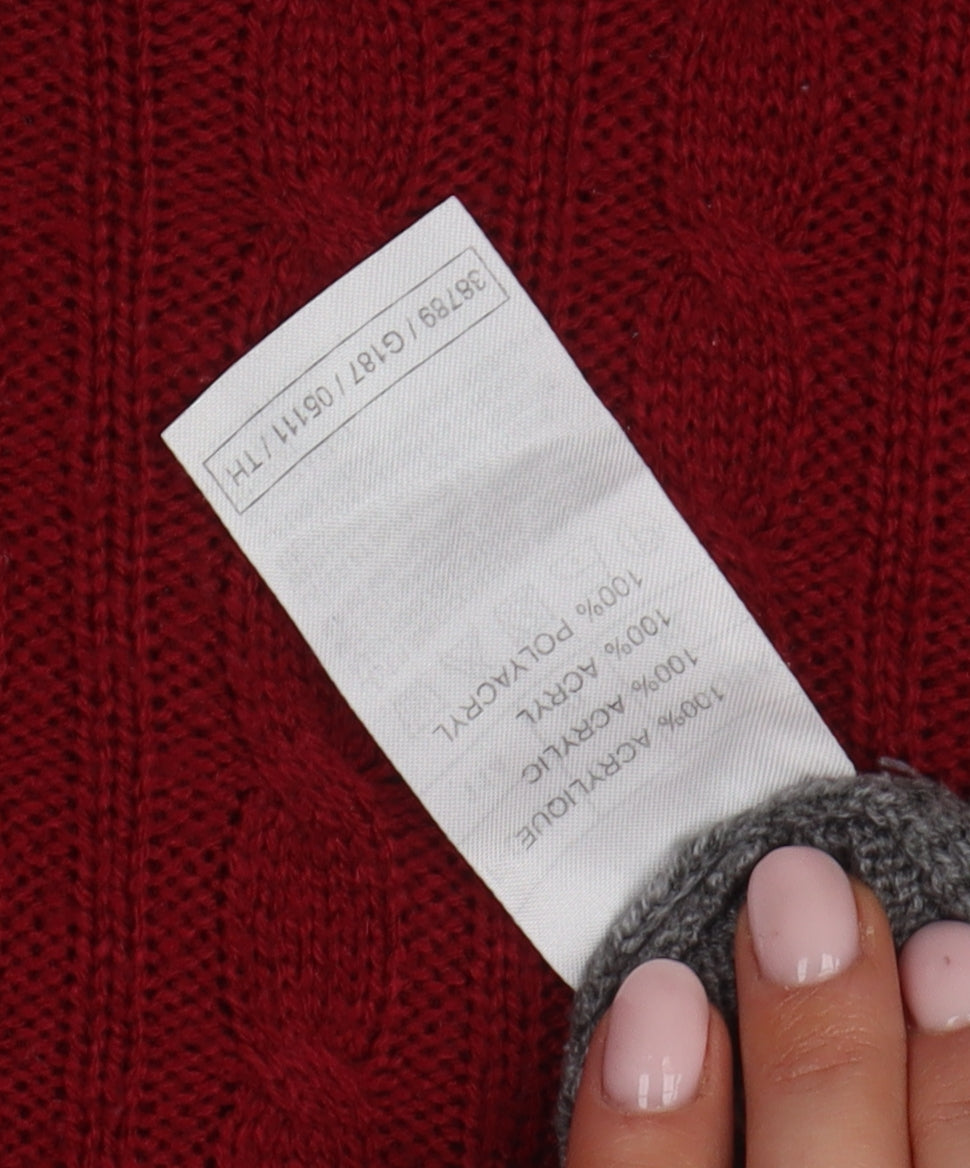 100% ACRYLIQUE
100% ACRYLIC
100% ACRYL
100% POLYACRYL
38789 / G187 / 05111 / TH